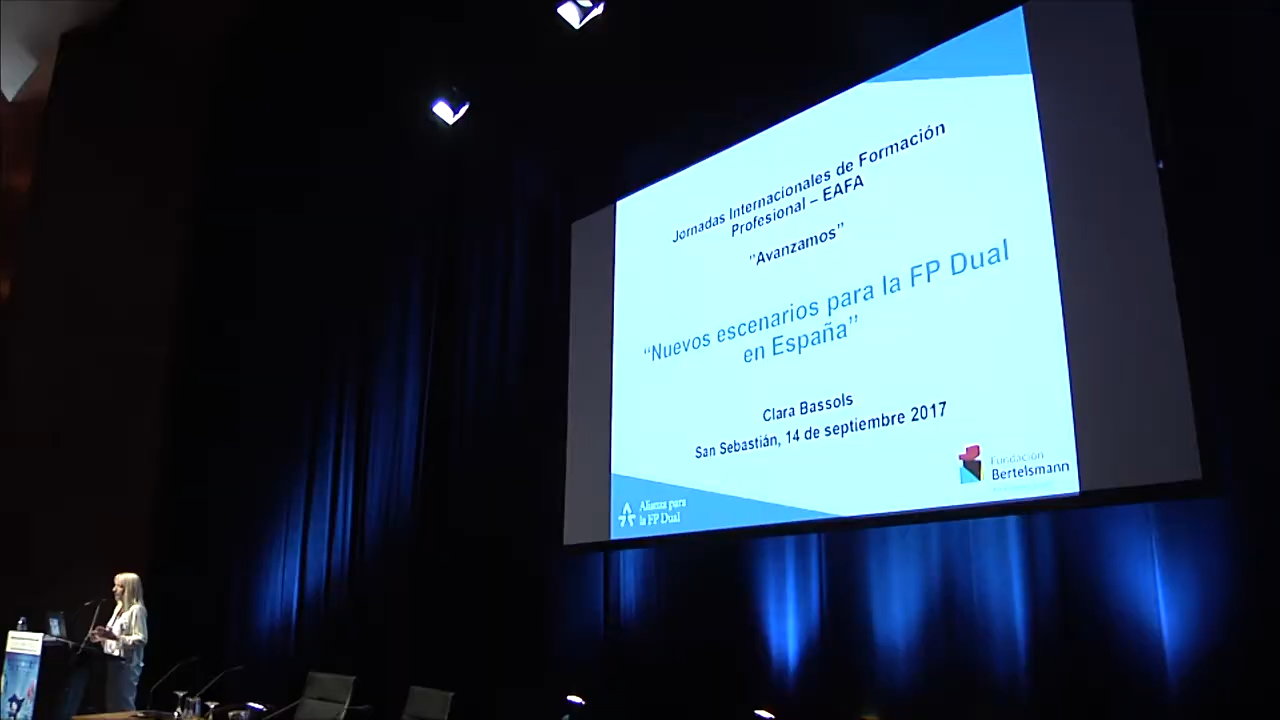 Jornadas Internacionales de Formación
Profesional – EAFA
"Avanzamos"
“Nuevos escenarios para la FP Dual
en España”
Clara Bassols
San Sebastián, 14 de septiembre 2017
Fundación
Bertelsmann
Alianza para
la FP Dual